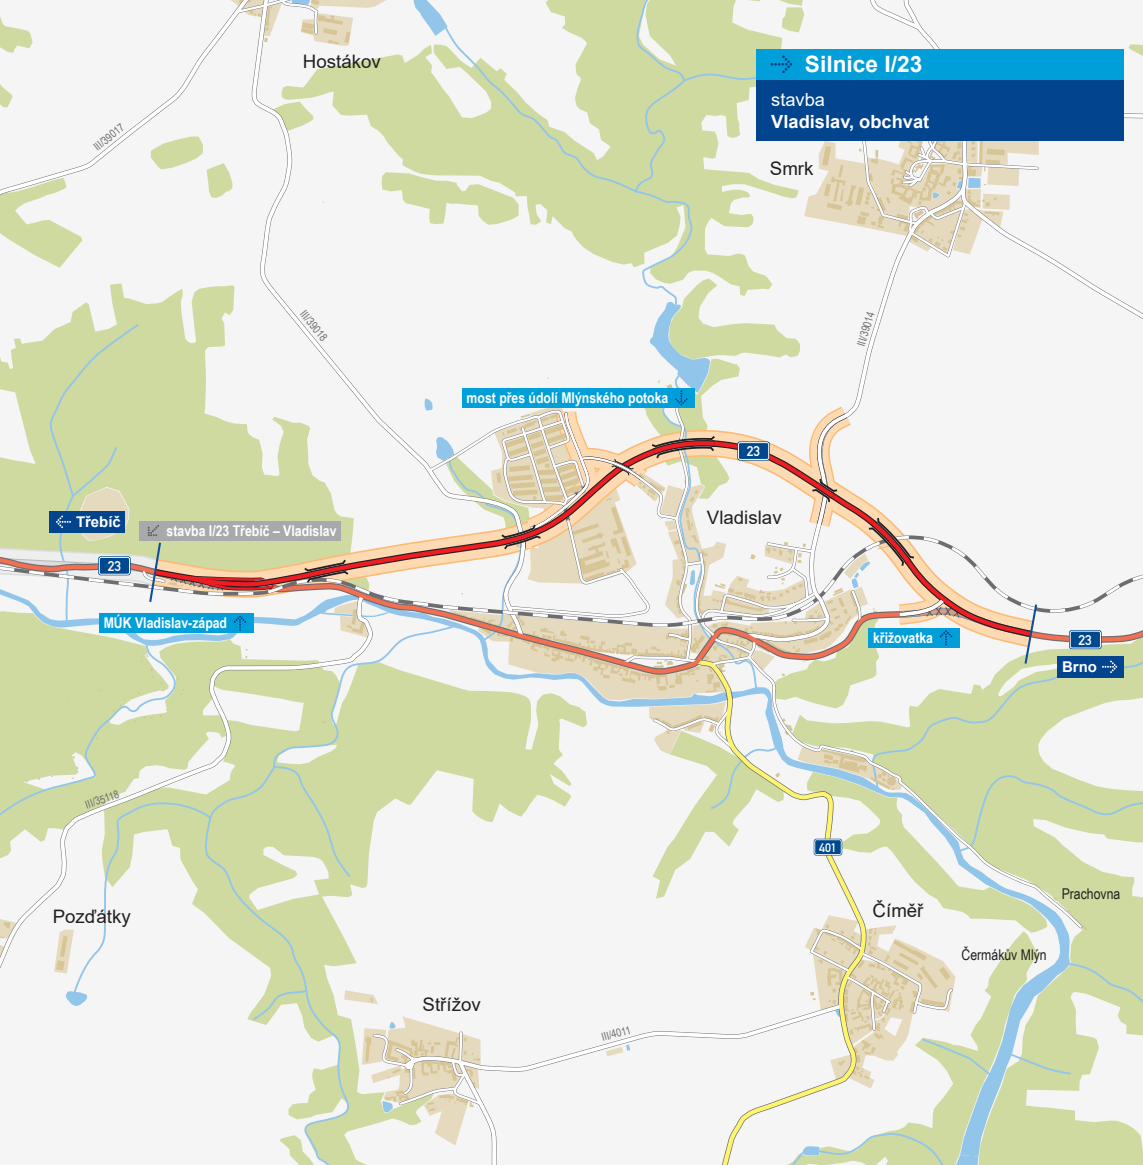 Hostákov
Silnice I/23
stavba
Vladislav, obchvat
III/39017
Smrk
III/39018
III/39014
most přes údolí Mlýnského potoka
23
Vladislav
Třebíč
stavba I/23 Třebíč – Vladislav
23
MÚK Vladislav-západ
křižovatka
23
Brno
III/35118
401
Prachovna
Pozďátky
Číměř
Čermákův Mlýn
Střížov
III/4011